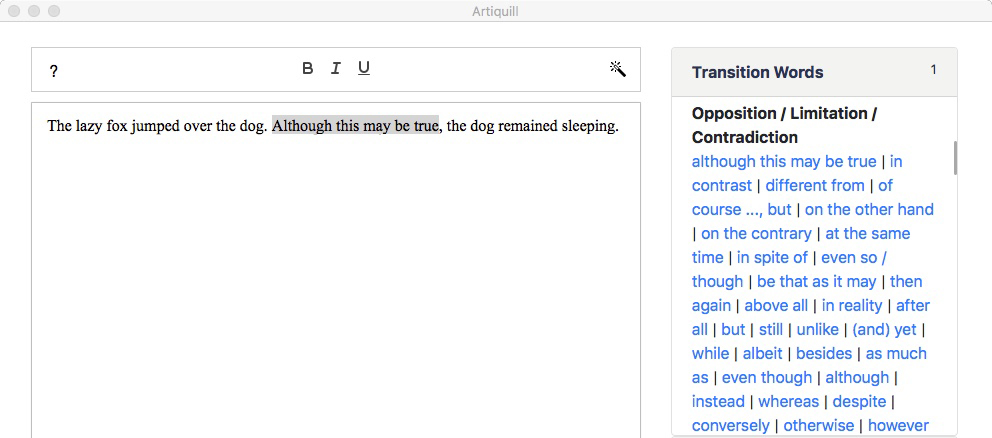 Artiquill
? B I U
The lazy fox jumped over the dog. Although this may be true, the dog remained sleeping.
Transition Words 1
Opposition / Limitation /
Contradiction
although this may be true | in
contrast | different from | of
course ..., but | on the other hand
| on the contrary | at the same
time | in spite of | even so /
though | be that as it may | then
again | above all | in reality | after
all | but | still | unlike | (and) yet |
while | albeit | besides | as much
as | even though | although |
instead | whereas | despite |
conversely | otherwise | however